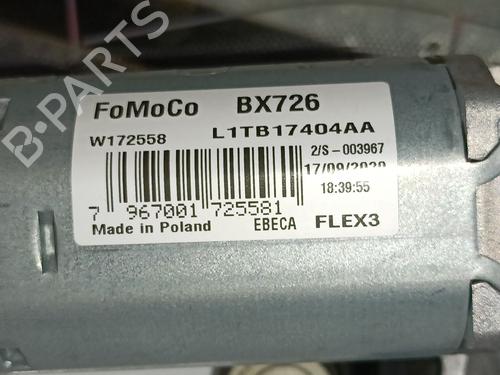 FoMoCo BX726
W172558 L1TB17404AA
2/S-003967
17/09/2020
18:39:55
7 967001 725581
Made in Poland EBECA FLEX3